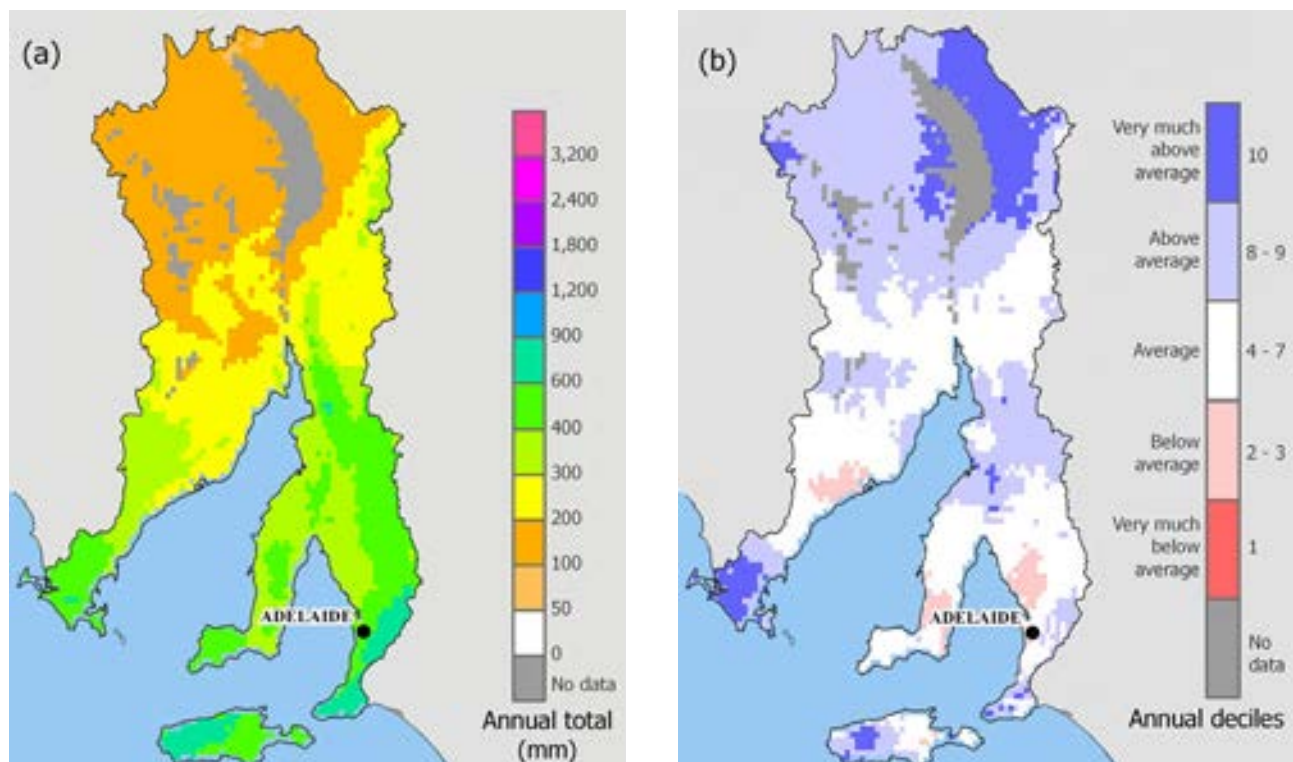 (a)
3,200
2,400
1,800
1,200
900
600
400
300
200
100
50
0
No data
Annual total
(mm)
ADELAIDE
(b)
Very much
above
average
10
Above
average
8 - 9
Average
4 - 7
Below
average
2 - 3
Very much
below
average
1
No
data
Annual deciles
ADELAIDE